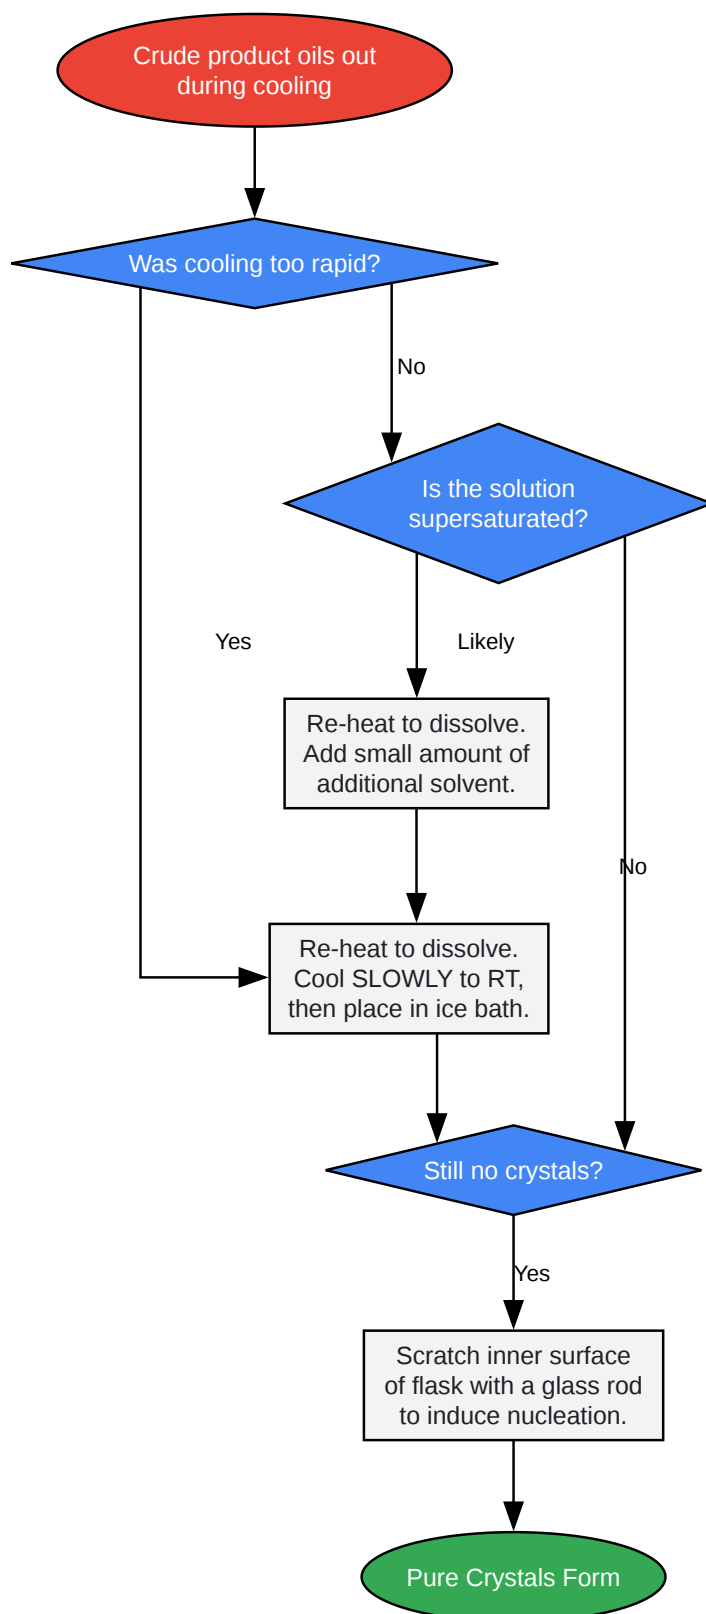 Crude product oils out
during cooling
Was cooling too rapid?
No
Is the solution
supersaturated?
Yes
Likely
Re-heat to dissolve.
Add small amount of
additional solvent.
No
Re-heat to dissolve.
Cool SLOWLY to RT,
then place in ice bath.
Still no crystals?
Yes
Scratch inner surface
of flask with a glass rod
to induce nucleation.
Pure Crystals Form